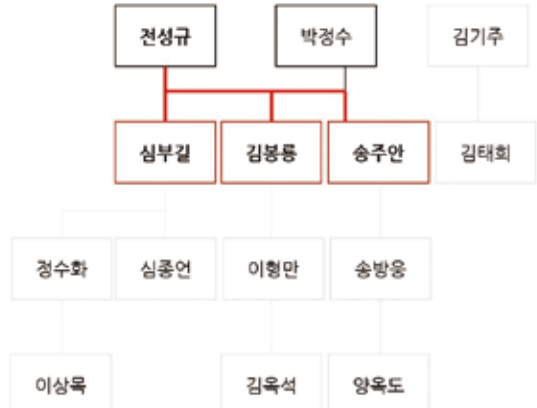 전성규 박정수 김기주
심부길 김봉룡 송주안 김태희
정수화 심종언 이형만 송방웅
이상목 김옥석 양옥도